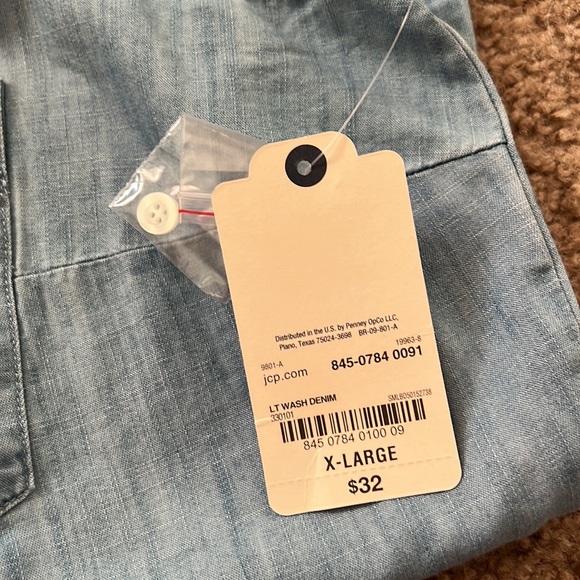 Distributed in the U.S. by Penney OpCo LLC,
Plano, Texas 75024-3698 BR-09-801-A
9801-A 19963-8
jcp.com 845-0784 0091
LT WASH DENIM SMLBO50152738
330101
845 0784 0100 09
X-LARGE
$32